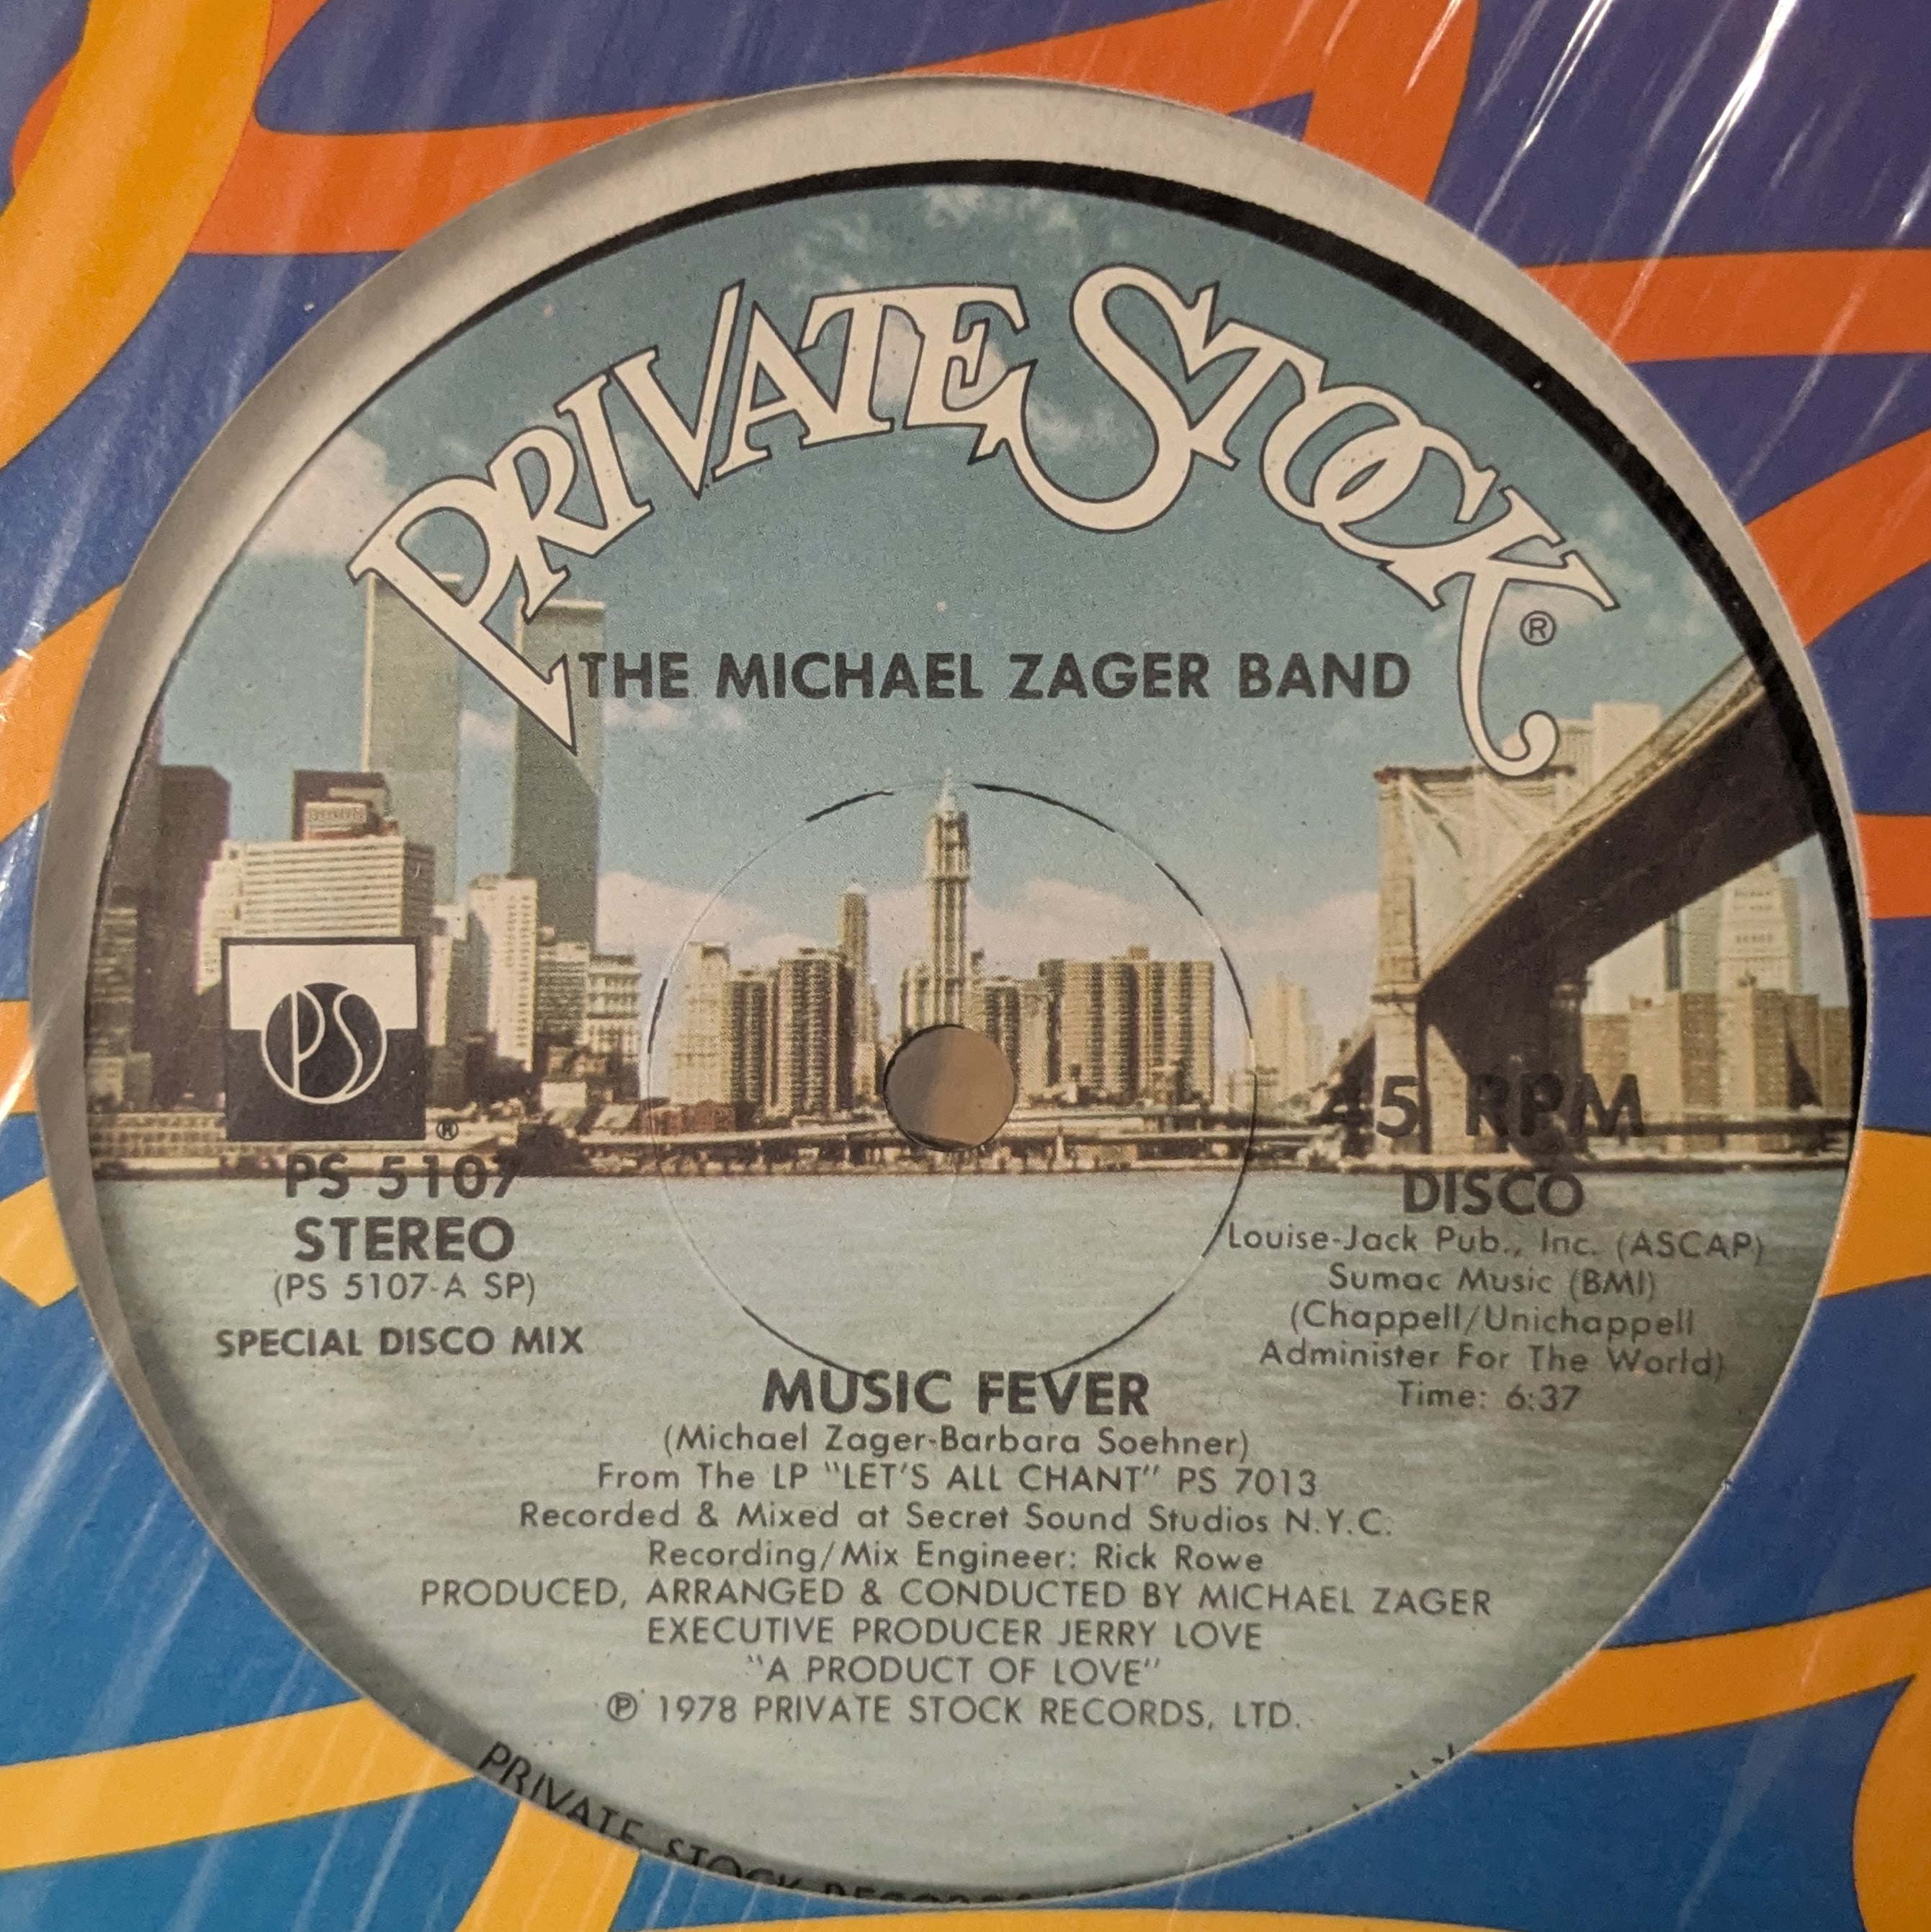 PRIVATE STOCK ®
THE MICHAEL ZAGER BAND
PS
®
PS 5107
STEREO
(PS 5107-A SP)
SPECIAL DISCO MIX
45 RPM
DISCO
Louise-Jack Pub., Inc. (ASCAP)
Sumac Music (BMI)
(Chappell/Unichappell
Administer For The World)
Time: 6:37
MUSIC FEVER
(Michael Zager-Barbara Soehner)
From The LP "LET'S ALL CHANT" PS 7013
Recorded & Mixed at Secret Sound Studios N.Y.C.
Recording/Mix Engineer: Rick Rowe
PRODUCED, ARRANGED & CONDUCTED BY MICHAEL ZAGER
EXECUTIVE PRODUCER JERRY LOVE
"A PRODUCT OF LOVE"
℗ 1978 PRIVATE STOCK RECORDS, LTD.
PRIVATE STOCK RECORDS